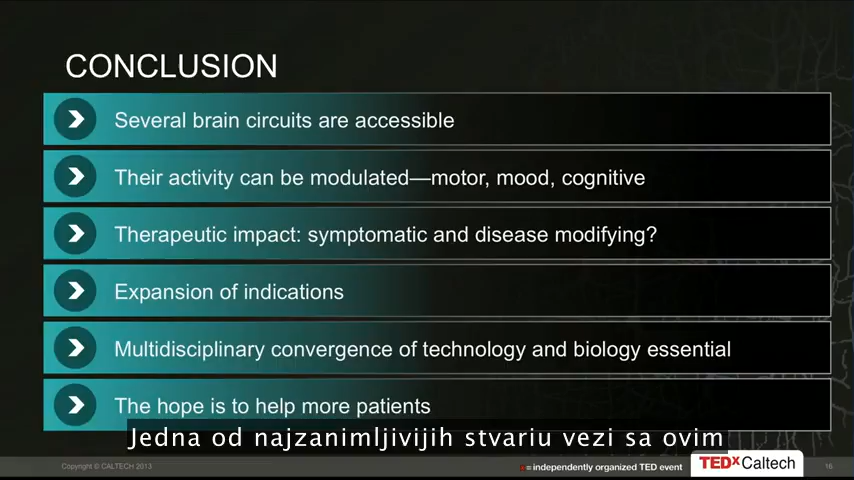 CONCLUSION
Several brain circuits are accessible
Their activity can be modulated—motor, mood, cognitive
Therapeutic impact: symptomatic and disease modifying?
Expansion of indications
Multidisciplinary convergence of technology and biology essential
The hope is to help more patients
Jedna od najzanimljivijih stvariu vezi sa ovim
Copyright © CALTECH 2013
x=independently organized TED event
TEDxCaltech
16